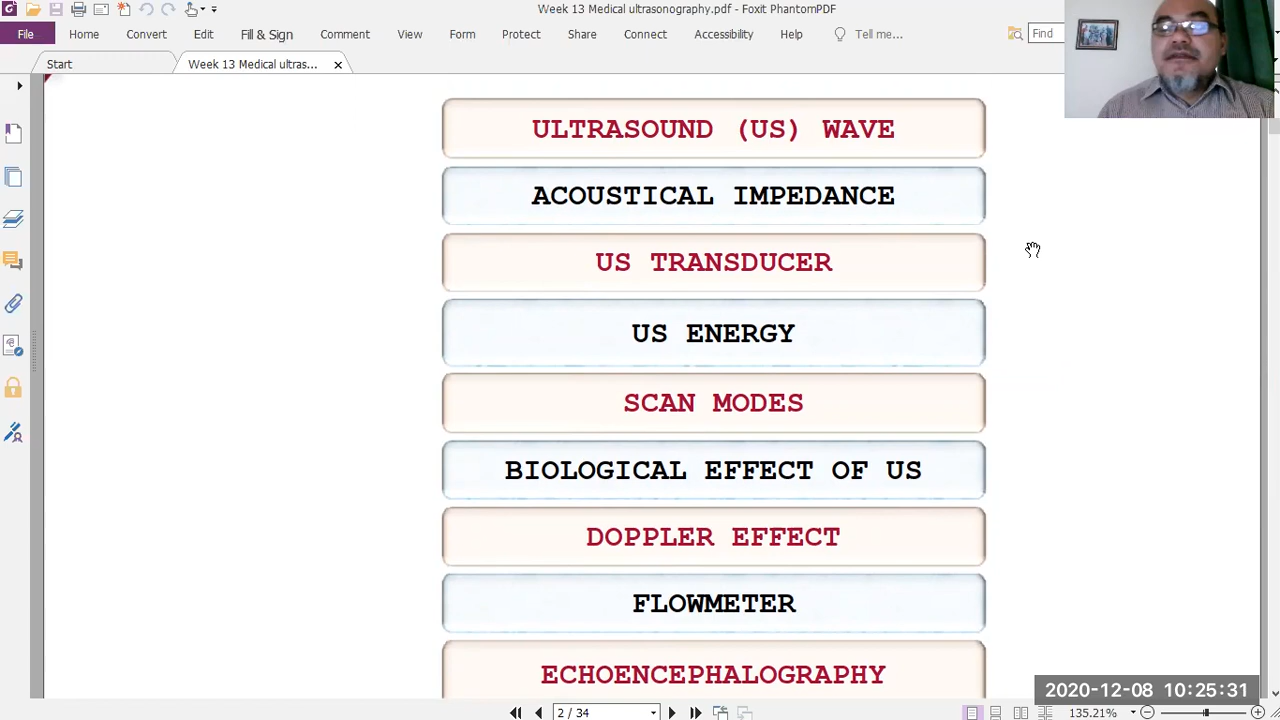 Week 13 Medical ultrasonography.pdf - Foxit PhantomPDF
File Home Convert Edit Fill & Sign Comment View Form Protect Share Connect Accessibility Help Tell me... Find
Start Week 13 Medical ultras...
ULTRASOUND (US) WAVE
ACOUSTICAL IMPEDANCE
US TRANSDUCER
US ENERGY
SCAN MODES
BIOLOGICAL EFFECT OF US
DOPPLER EFFECT
FLOWMETER
ECHOENCEPHALOGRAPHY
2020-12-08 10:25:31
2 / 34 135.21%